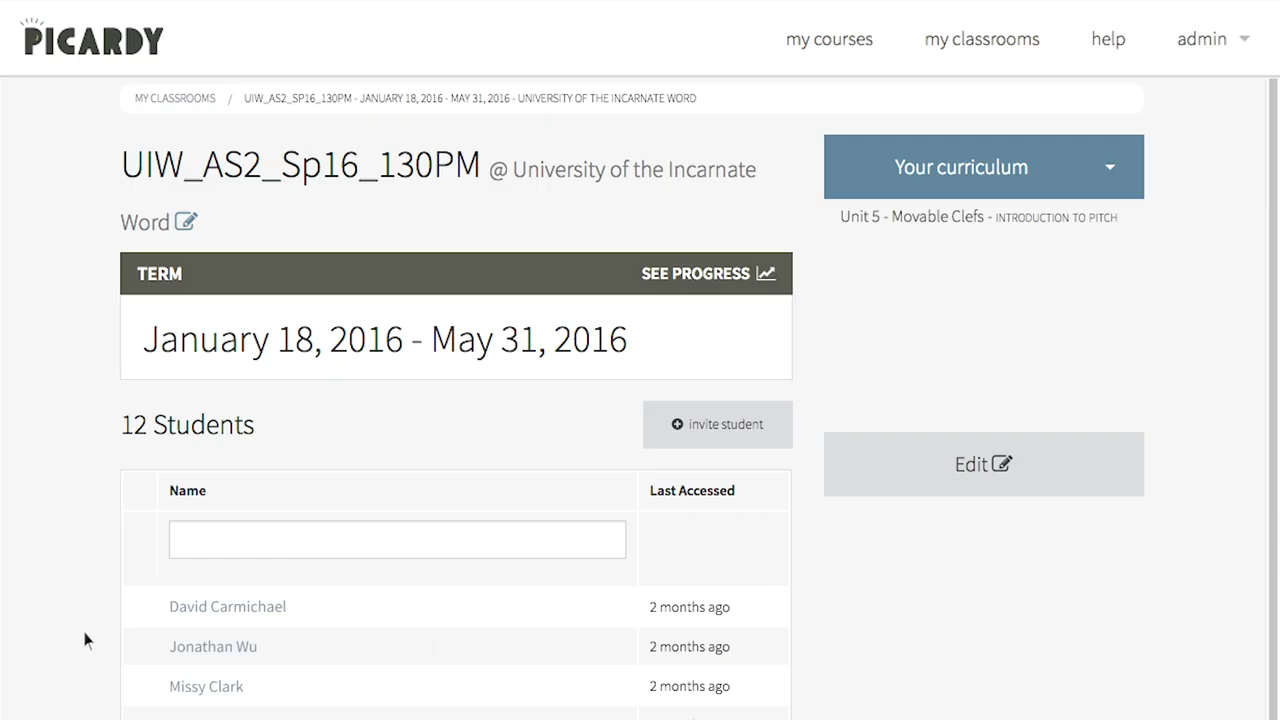 PICARDY
my courses
my classrooms
help
admin
MY CLASSROOMS / UIW_AS2_SP16_130PM - JANUARY 18, 2016 - MAY 31, 2016 - UNIVERSITY OF THE INCARNATE WORD
UIW_AS2_Sp16_130PM @ University of the Incarnate
Word
Your curriculum
Unit 5 - Movable Clefs - INTRODUCTION TO PITCH
TERM
SEE PROGRESS
January 18, 2016 - May 31, 2016
12 Students
invite student
Edit
Name
Last Accessed
David Carmichael
2 months ago
Jonathan Wu
2 months ago
Missy Clark
2 months ago